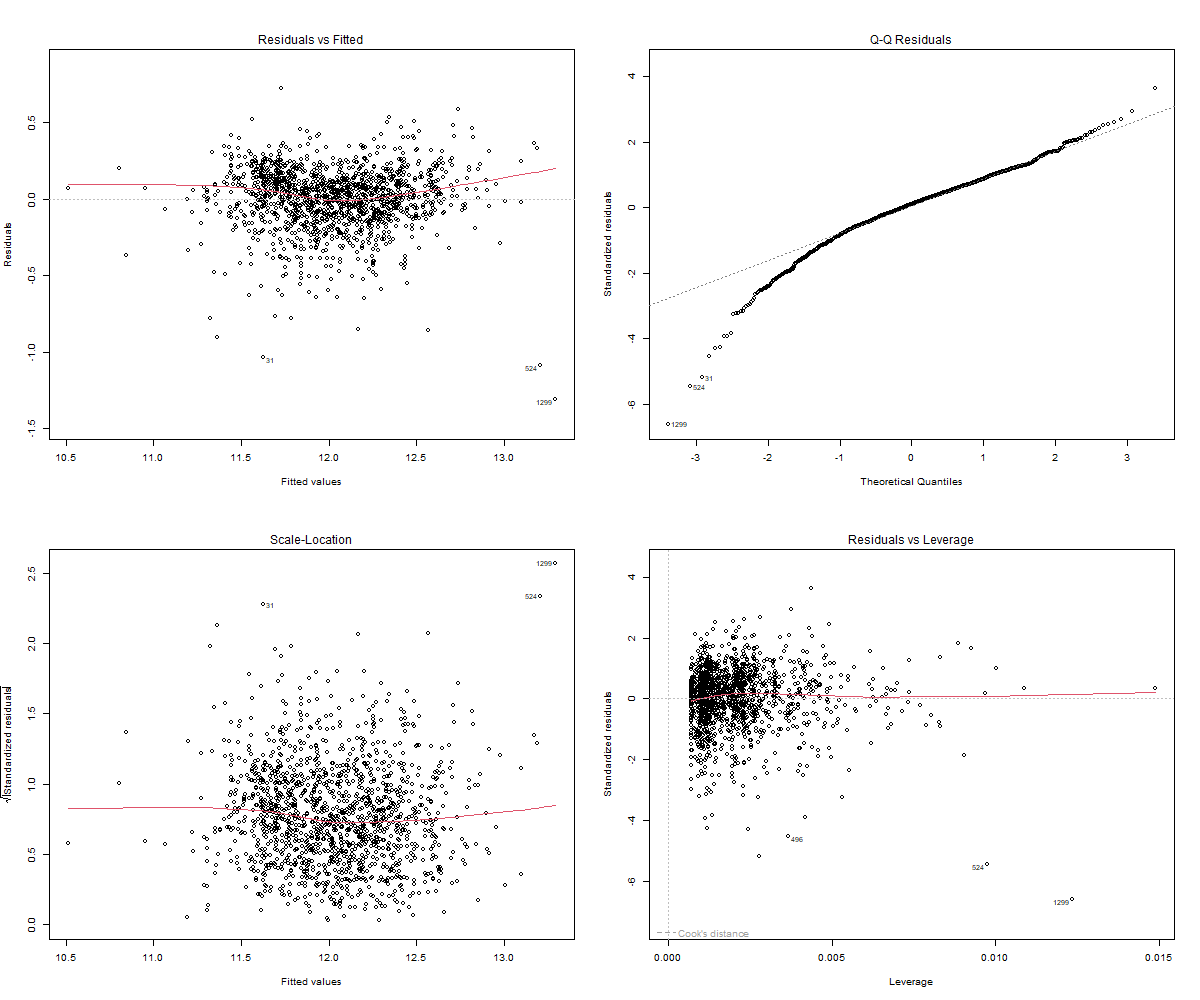 Residuals vs Fitted
Residuals
0.5
0.0
-0.5
-1.0
-1.5
31
524
1299
10.5 11.0 11.5 12.0 12.5 13.0
Fitted values
Q-Q Residuals
Standardized residuals
4
2
0
-2
-4
-6
31
524
1299
-3 -2 -1 0 1 2 3
Theoretical Quantiles
Scale-Location
√|Standardized residuals|
2.5
2.0
1.5
1.0
0.5
0.0
1299
524
31
10.5 11.0 11.5 12.0 12.5 13.0
Fitted values
Residuals vs Leverage
Standardized residuals
4
2
0
-2
-4
-6
496
524
1299
Cook's distance
0.000 0.005 0.010 0.015
Leverage